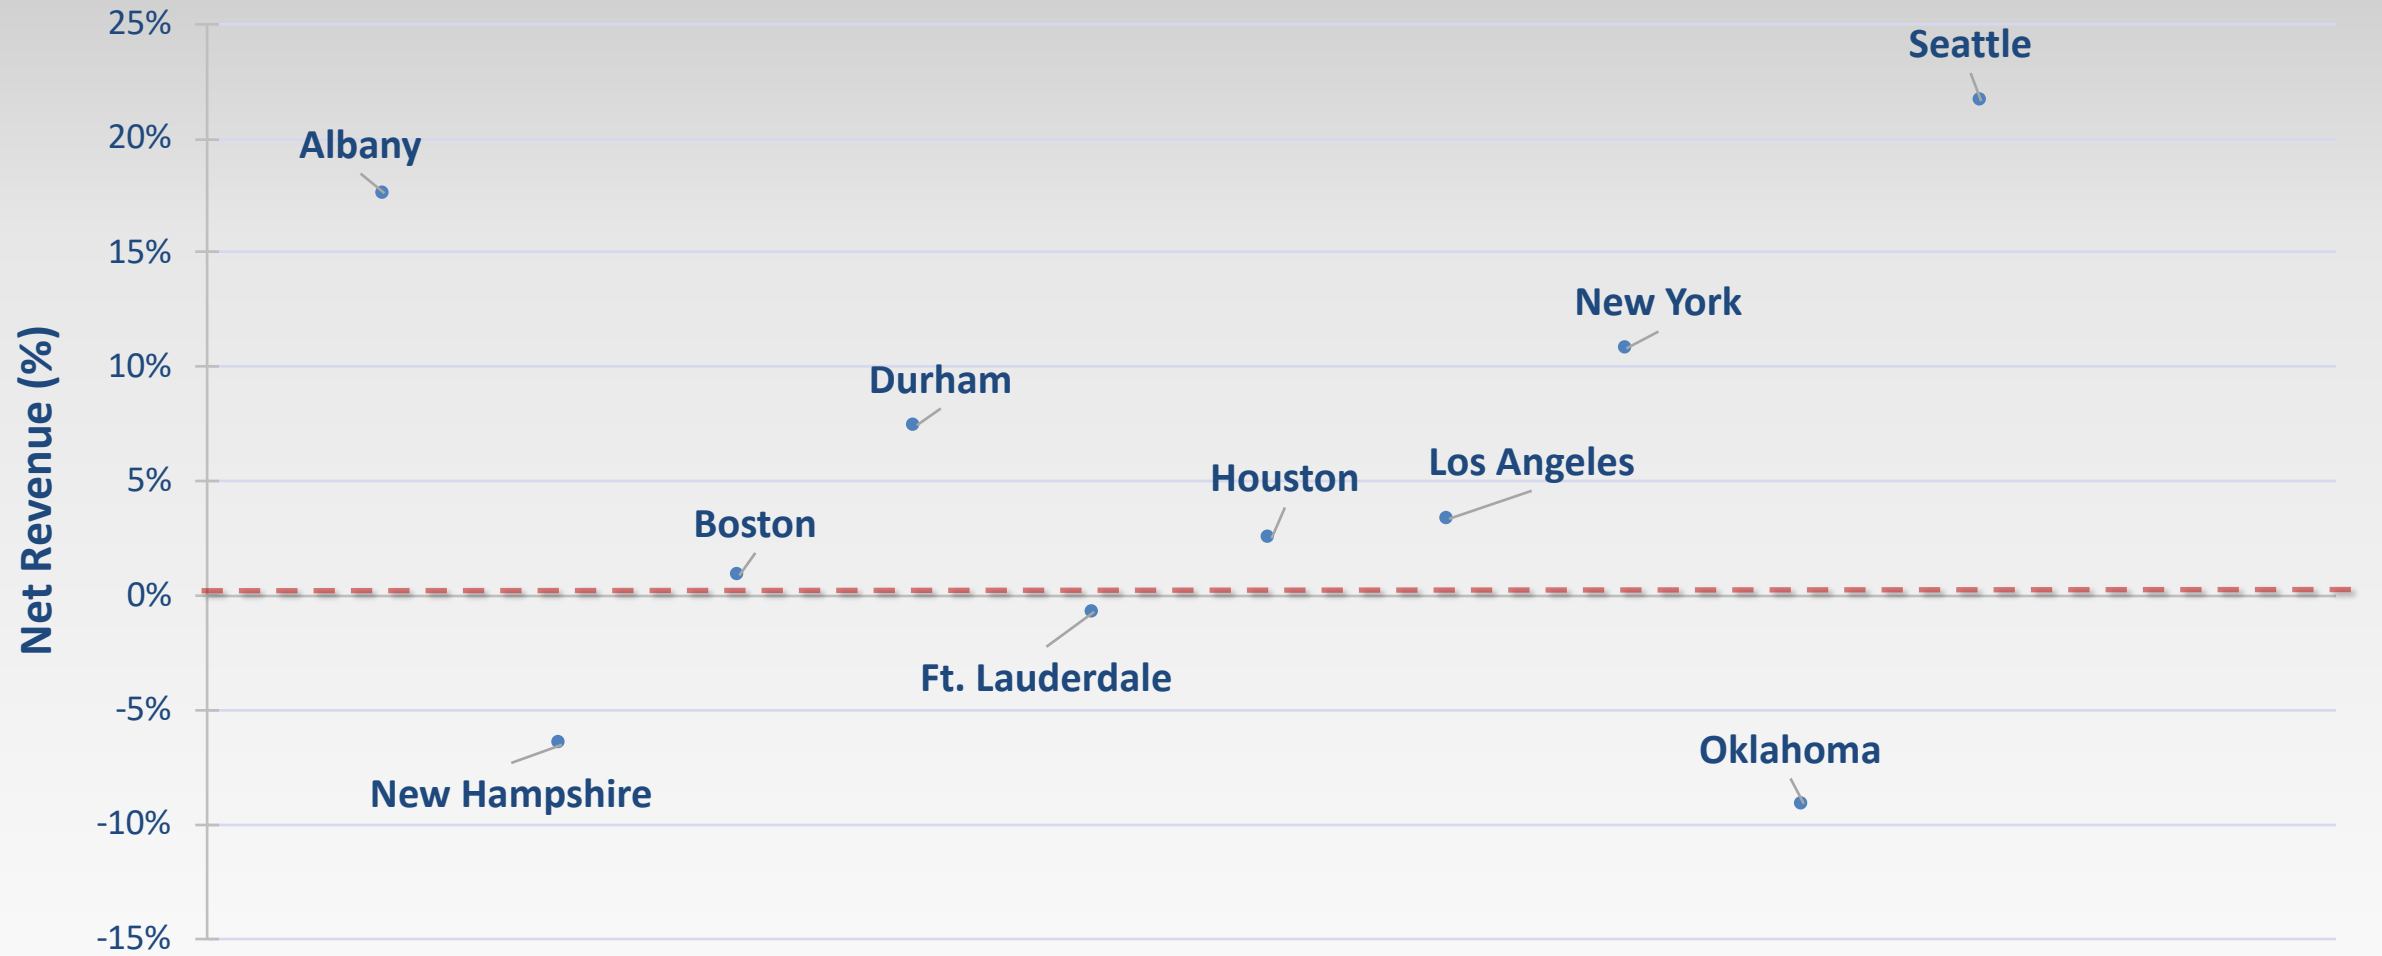 25%
20%
15%
10%
5%
0%
-5%
-10%
-15%
Net Revenue (%)
Albany
New Hampshire
Boston
Durham
Ft. Lauderdale
Houston
Los Angeles
New York
Oklahoma
Seattle